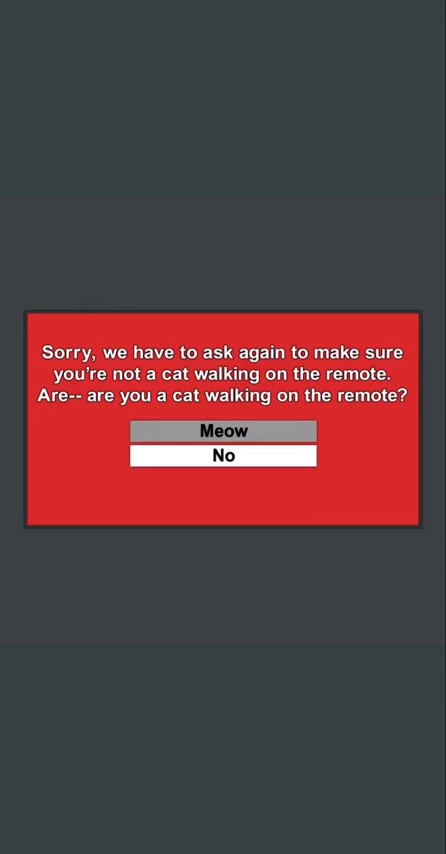 Sorry, we have to ask again to make sure
you're not a cat walking on the remote.
Are-- are you a cat walking on the remote?
Meow
No